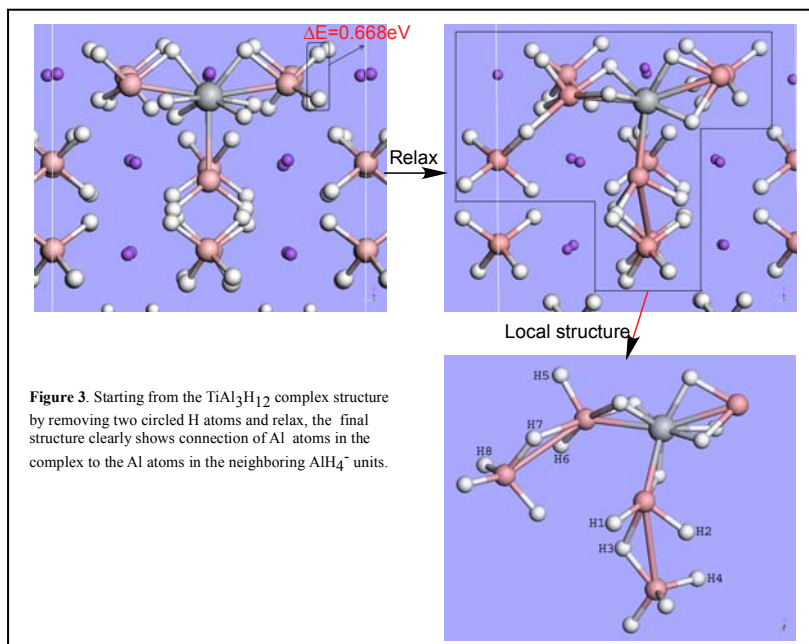 ΔE=0.668eV
Relax
Local structure
Figure 3. Starting from the TiAl3H12 complex structure
by removing two circled H atoms and relax, the final
structure clearly shows connection of Al atoms in the
complex to the Al atoms in the neighboring AlH4- units.
H5
H7
H8
H6
H1
H2
H3
H4